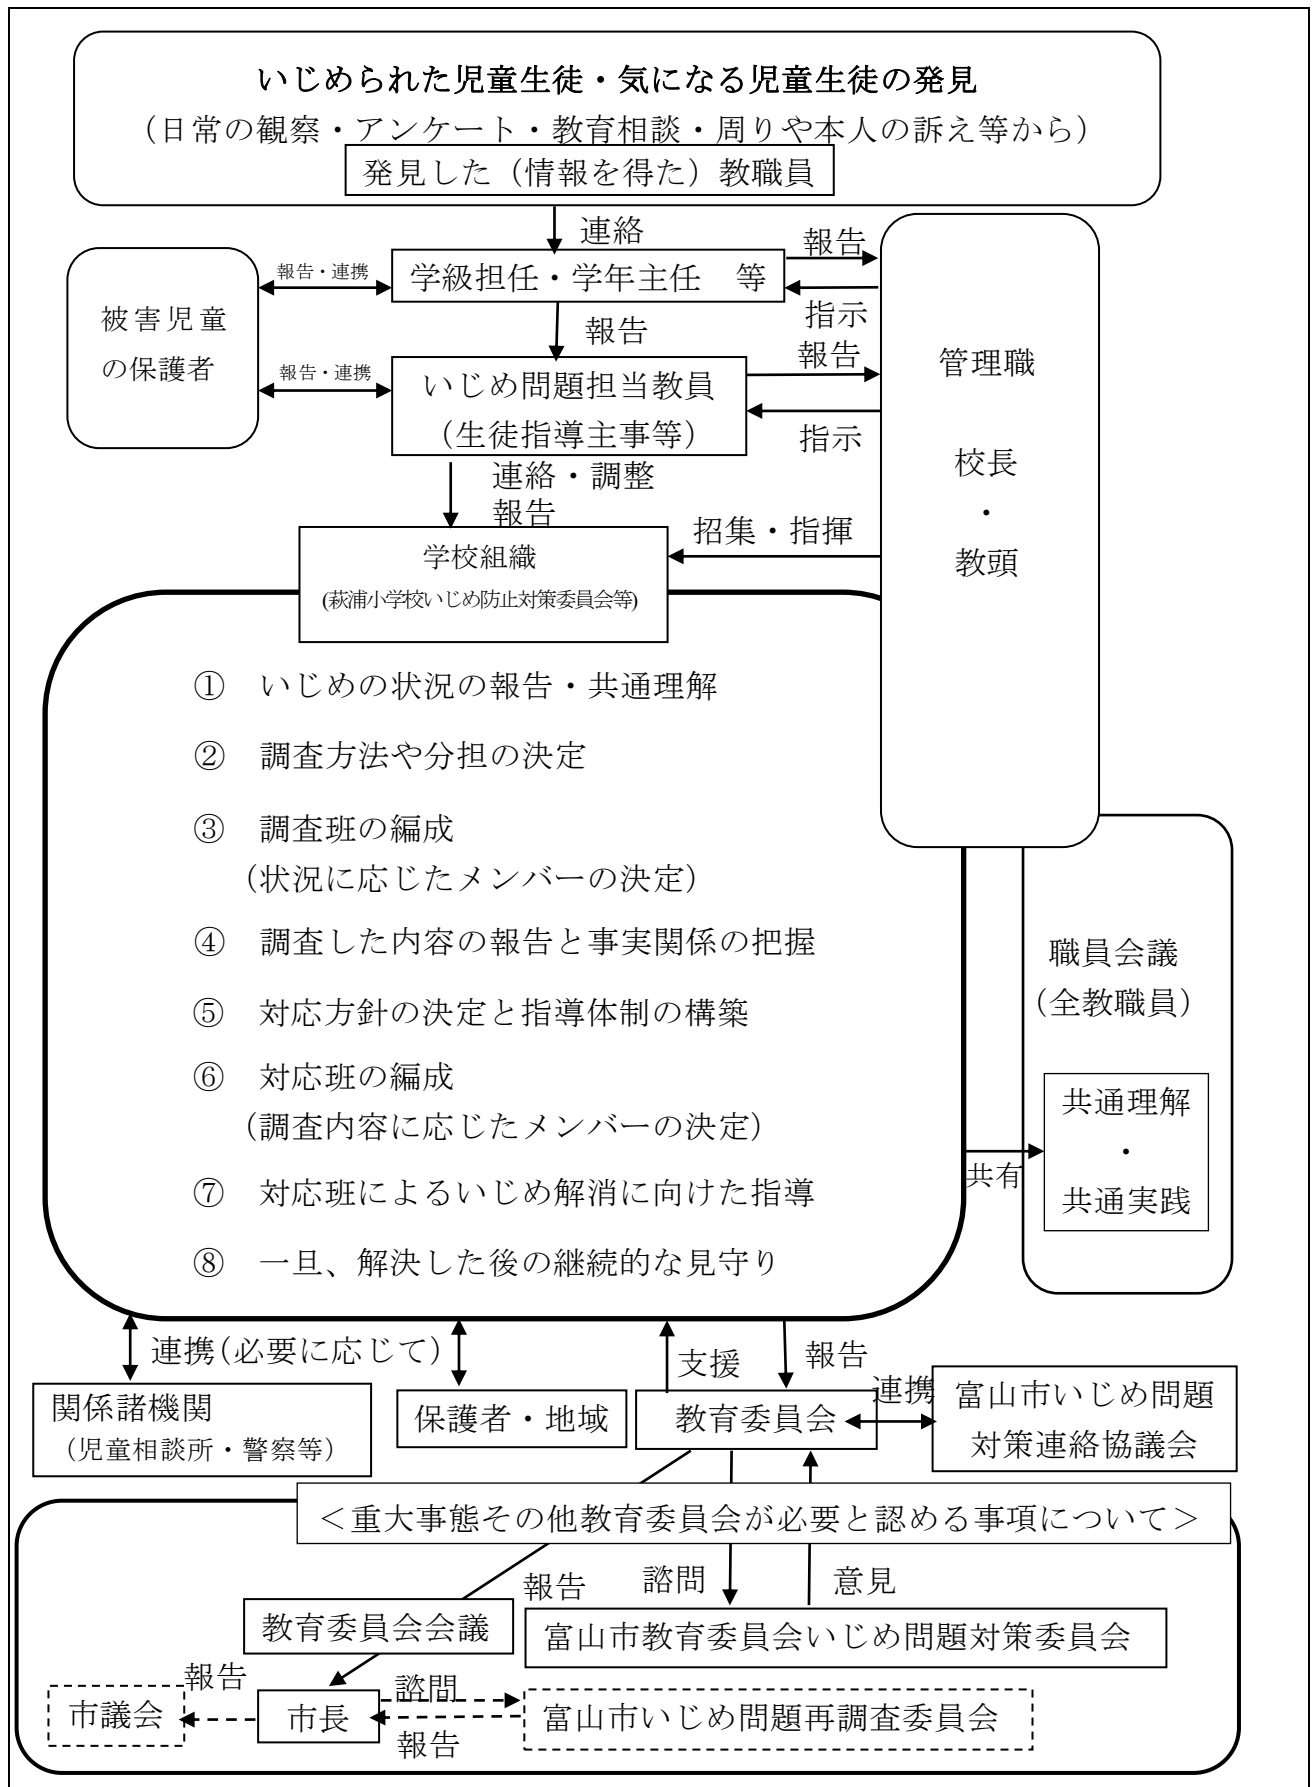 いじめられた児童生徒・気になる児童生徒の発見
（日常の観察・アンケート・教育相談・周りや本人の訴え等から）
発見した（情報を得た）教職員
連絡
報告
学級担任・学年主任　等
報告・連携
指示
被害児童
の保護者
報告
報告
報告・連携
いじめ問題担当教員
（生徒指導主事等）
指示
管理職
校長
・
教頭
連絡・調整
報告
招集・指揮
学校組織
(萩浦小学校いじめ防止対策委員会等)
①　いじめの状況の報告・共通理解
②　調査方法や分担の決定
③　調査班の編成
（状況に応じたメンバーの決定）
④　調査した内容の報告と事実関係の把握
⑤　対応方針の決定と指導体制の構築
⑥　対応班の編成
（調査内容に応じたメンバーの決定）
⑦　対応班によるいじめ解消に向けた指導
⑧　一旦、解決した後の継続的な見守り
職員会議
（全教職員）
共通理解
・
共通実践
共有
連携(必要に応じて)
支援
報告
関係諸機関
（児童相談所・警察等）
保護者・地域
教育委員会
連携
富山市いじめ問題
対策連絡協議会
＜重大事態その他教育委員会が必要と認める事項について＞
報告
諮問
意見
教育委員会会議
富山市教育委員会いじめ問題対策委員会
報告
諮問
市議会
市長
富山市いじめ問題再調査委員会
報告